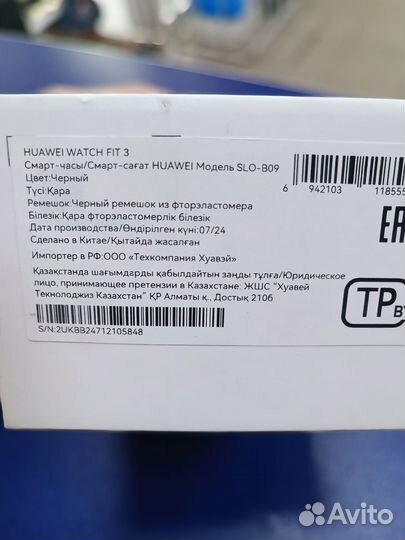 HUAWEI WATCH FIT 3
Смарт-часы/Смарт-сағат HUAWEI Модель SLO-B09
Цвет:Черный
Түсі:Қара
Ремешок:Черный ремешок из фторэластомера
Білезік:Қара фторэластомерлік білезік
Дата производства/Өндірілген күні:07/24
Сделано в Китае/Қытайда жасалған
Импортер в РФ:ООО «Техкомпания Хуавэй»
Қазақстанда шағымдарды қабылдайтын заңды тұлға/Юридическое
лицо, принимающее претензии в Казахстане: ЖШС "Хуавей
Текнолоджиз Казахстан" ҚР Алматы қ., Достық 210б
S/N:2UKBB24712105848
6 942103 118555
EAC
TP
BY
Avito